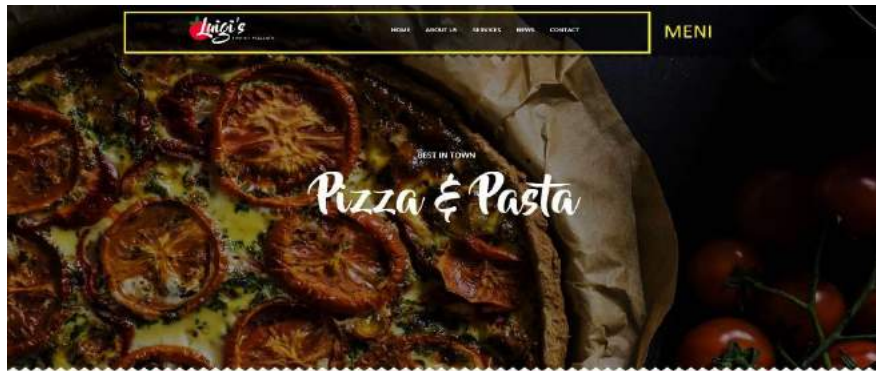 Luigi's
HOME ABOUT US SERVICES NEWS CONTACT
MENI
BEST IN TOWN
Pizza & Pasta